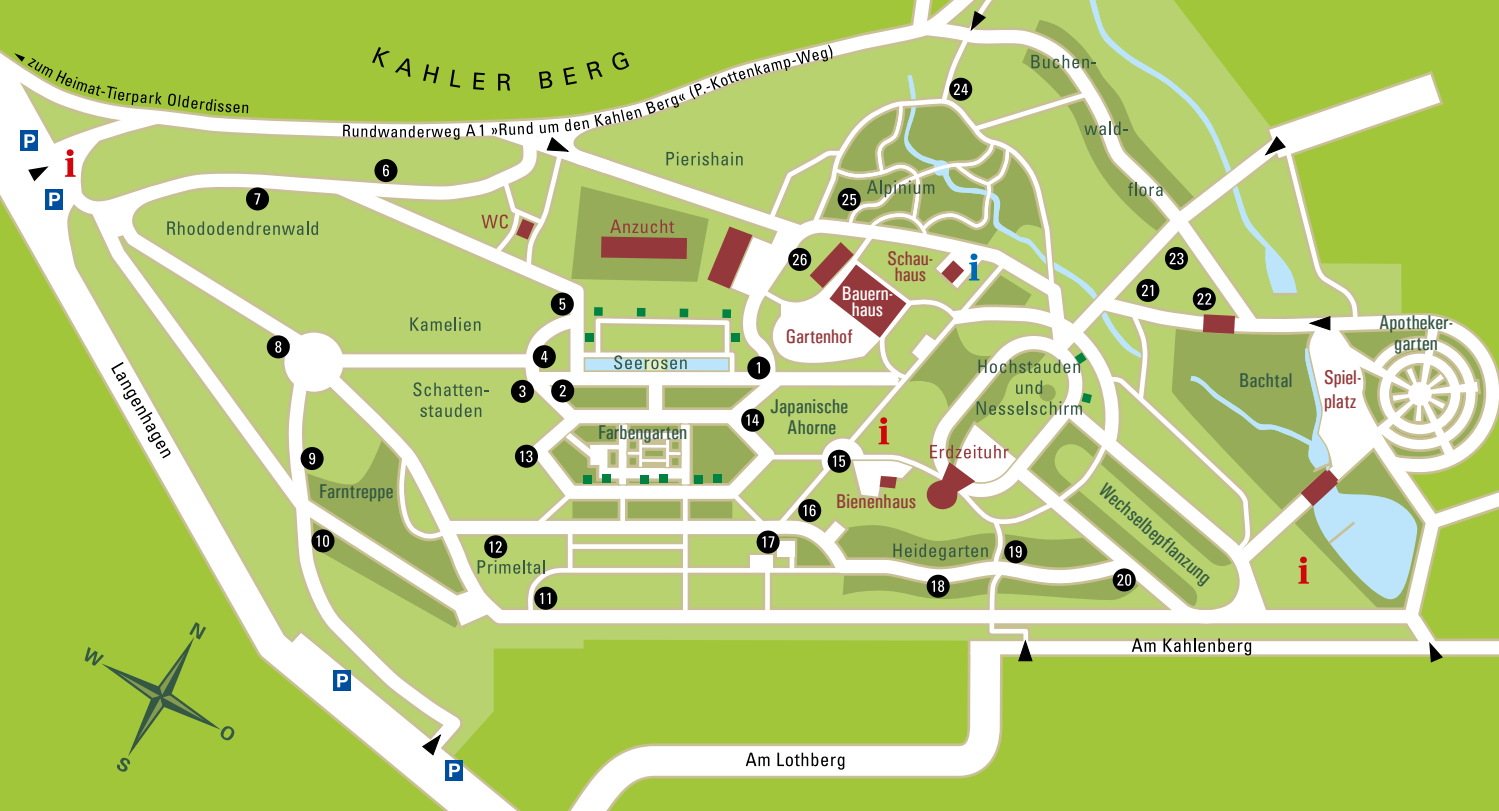 KAHLER BERG
zum Heimat-Tierpark Olderdissen
Rundwanderweg A1 »Rund um den Kahlen Berg« (P.-Kottenkamp-Weg)
24
Buchen-
wald-
flora
P
i
P
6
7
Rhododendrenwald
Pierishain
WC
Anzucht
25
Alpinium
26
Schau-
haus
i
Bauern-
haus
Gartenhof
23
21
22
5
Kamelien
8
4
Seerosen
1
3
2
Schatten-
stauden
Hochstauden
und
Nesselschirm
Bachtal
Spiel-
platz
Apotheker-
garten
Langenhagen
14
Japanische
Ahorne
i
Farbengarten
13
15
Erdzeituhr
Bienenhaus
16
9
Farntreppe
10
12
Primeltal
11
17
Heidegarten
19
18
20
Wechselbepflanzung
i
N
W
O
S
P
P
Am Kahlenberg
Am Lothberg